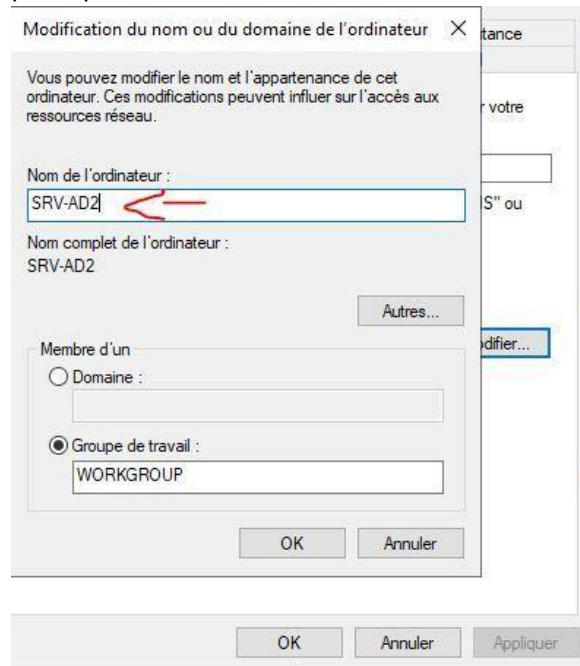 Modification du nom ou du domaine de l'ordinateur
tance
Vous pouvez modifier le nom et l'appartenance de cet
ordinateur. Ces modifications peuvent influer sur l'accès aux
ressources réseau.
r votre
Nom de l'ordinateur :
SRV-AD2
S" ou
Nom complet de l'ordinateur :
SRV-AD2
Autres...
difier...
Membre d'un
Domaine :
Groupe de travail :
WORKGROUP
OK Annuler
OK Annuler Appliquer